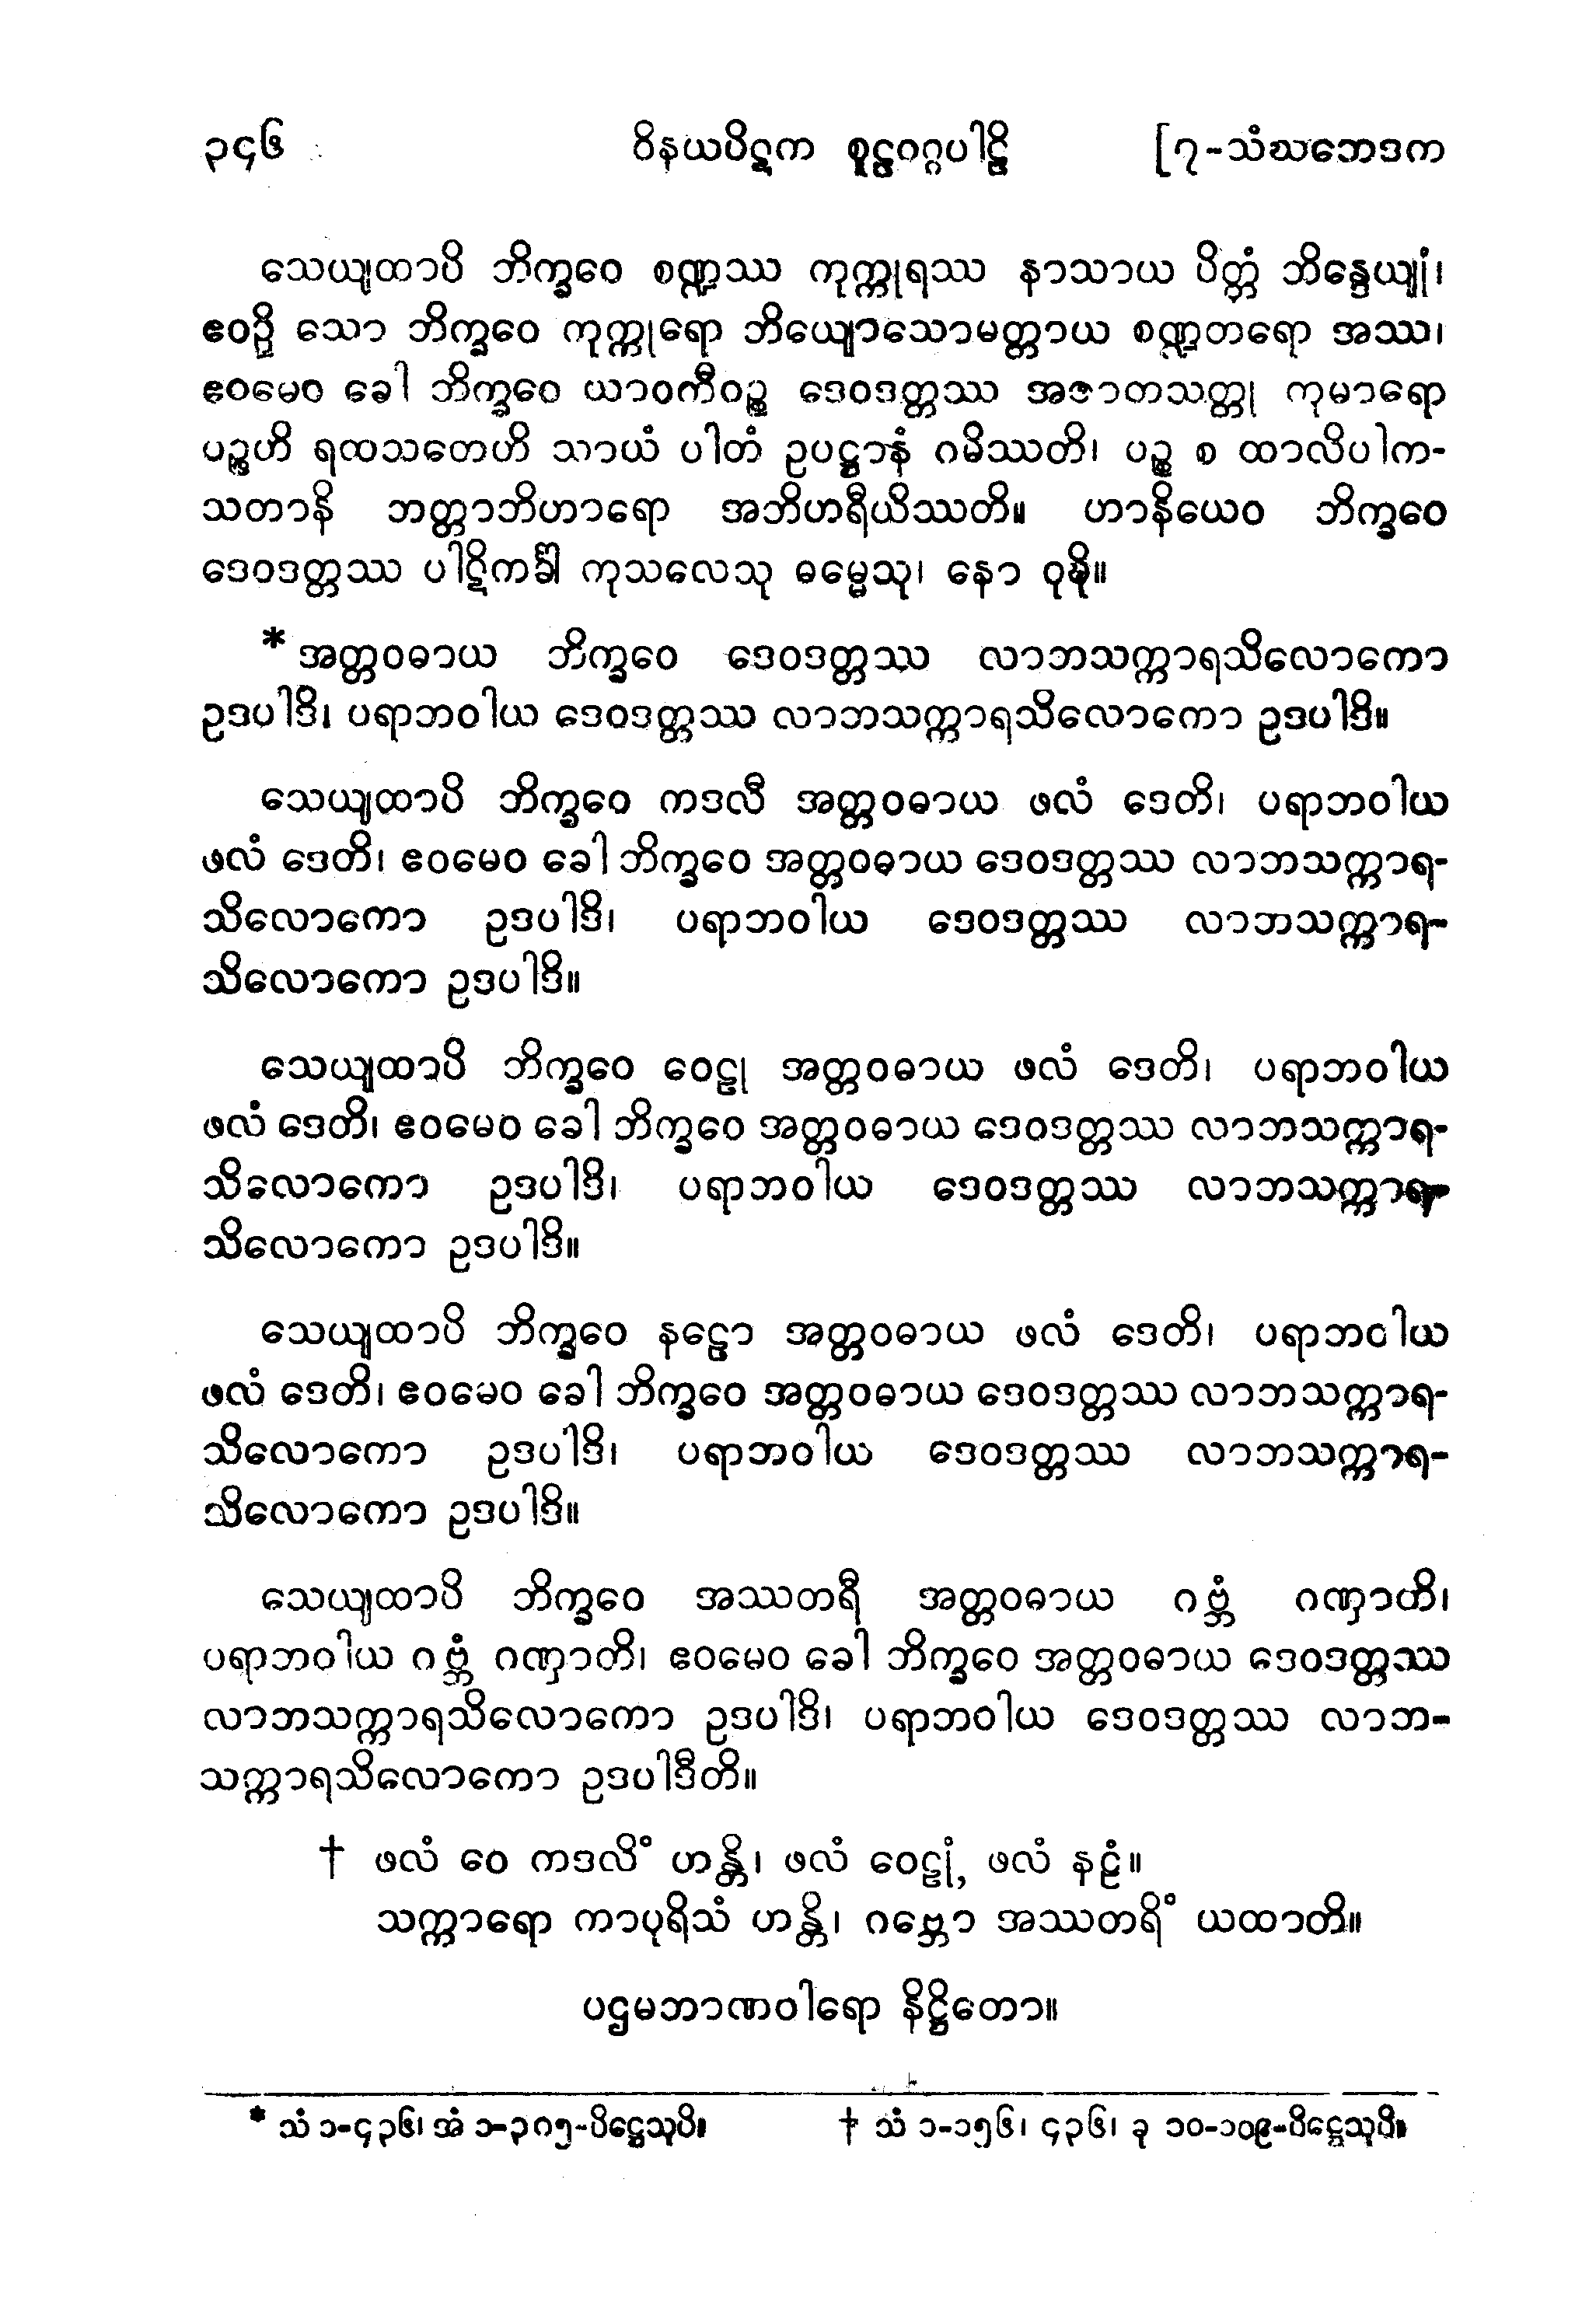 ၃၄၆ ဝိနယပိဋက စူဠဝဂ္ဂပါဠိ [၇-သံဃဘေဒက
သေယျထာပိ ဘိက္ခဝေ စဏ္ဍဿ ကုက္ကုရဿ နာသာယ ပိတ္တံ ဘိန္ဒေယျုံ၊
ဧဝဉှိ သော ဘိက္ခဝေ ကုက္ကုရော ဘိယျောသောမတ္တာယ စဏ္ဍတရော အဿ၊
ဧဝမေဝ ခေါ ဘိက္ခဝေ ယာဝကီဝဉ္စ ဒေဝဒတ္တဿ အဇာတသတ္တု ကုမာရော
ပဉ္စဟိ ရထသတေဟိ သာယံ ပါတံ ဥပဋ္ဌာနံ ဂမိဿတိ၊ ပဉ္စ စ ထာလိပါက-
သတာနိ ဘတ္တာဘိဟာရော အဘိဟရီယိဿတိ။ ဟာနိယေဝ ဘိက္ခဝေ
ဒေဝဒတ္တဿ ပါဋိကင်္ခါ ကုသလေသု ဓမ္မေသု၊ နော ဝုဍ္ဎိ။
* အတ္တဝဓာယ ဘိက္ခဝေ ဒေဝဒတ္တဿ လာဘသက္ကာရသိလောကော
ဥဒပါဒိ၊ ပရာဘဝါယ ဒေဝဒတ္တဿ လာဘသက္ကာရသိလောကော ဥဒပါဒိ။
သေယျထာပိ ဘိက္ခဝေ ကဒလီ အတ္တဝဓာယ ဖလံ ဒေတိ၊ ပရာဘဝါယ
ဖလံ ဒေတိ၊ ဧဝမေဝ ခေါ ဘိက္ခဝေ အတ္တဝဓာယ ဒေဝဒတ္တဿ လာဘသက္ကာရ-
သိလောကော ဥဒပါဒိ၊ ပရာဘဝါယ ဒေဝဒတ္တဿ လာဘသက္ကာရ-
သိလောကော ဥဒပါဒိ။
သေယျထာပိ ဘိက္ခဝေ ဝေဠု အတ္တဝဓာယ ဖလံ ဒေတိ၊ ပရာဘဝါယ
ဖလံ ဒေတိ၊ ဧဝမေဝ ခေါ ဘိက္ခဝေ အတ္တဝဓာယ ဒေဝဒတ္တဿ လာဘသက္ကာရ-
သိလောကော ဥဒပါဒိ၊ ပရာဘဝါယ ဒေဝဒတ္တဿ လာဘသက္ကာရ-
သိလောကော ဥဒပါဒိ။
သေယျထာပိ ဘိက္ခဝေ နဠော အတ္တဝဓာယ ဖလံ ဒေတိ၊ ပရာဘဝါယ
ဖလံ ဒေတိ၊ ဧဝမေဝ ခေါ ဘိက္ခဝေ အတ္တဝဓာယ ဒေဝဒတ္တဿ လာဘသက္ကာရ-
သိလောကော ဥဒပါဒိ၊ ပရာဘဝါယ ဒေဝဒတ္တဿ လာဘသက္ကာရ-
သိလောကော ဥဒပါဒိ။
သေယျထာပိ ဘိက္ခဝေ အဿတရီ အတ္တဝဓာယ ဂဗ္ဘံ ဂဏှာတိ၊
ပရာဘဝါယ ဂဗ္ဘံ ဂဏှာတိ၊ ဧဝမေဝ ခေါ ဘိက္ခဝေ အတ္တဝဓာယ ဒေဝဒတ္တဿ
လာဘသက္ကာရသိလောကော ဥဒပါဒိ၊ ပရာဘဝါယ ဒေဝဒတ္တဿ လာဘ-
သက္ကာရသိလောကော ဥဒပါဒီတိ။
† ဖလံ ဝေ ကဒလိံ ဟန္တိ၊ ဖလံ ဝေဠုံ, ဖလံ နဠံ။
သက္ကာရော ကာပုရိသံ ဟန္တိ၊ ဂဗ္ဘော အဿတရိံ ယထာတိ။
ပဌမဘာဏဝါရော နိဋ္ဌိတော။
* သံ ၁-၄၃၆၊ အံ ၁-၃၈၅-ပိဋ္ဌေသုပိ။ † သံ ၁-၁၅၆၊ ၄၃၆၊ ခု ၁၀-၁၀၉-ပိဋ္ဌေသုပိ။